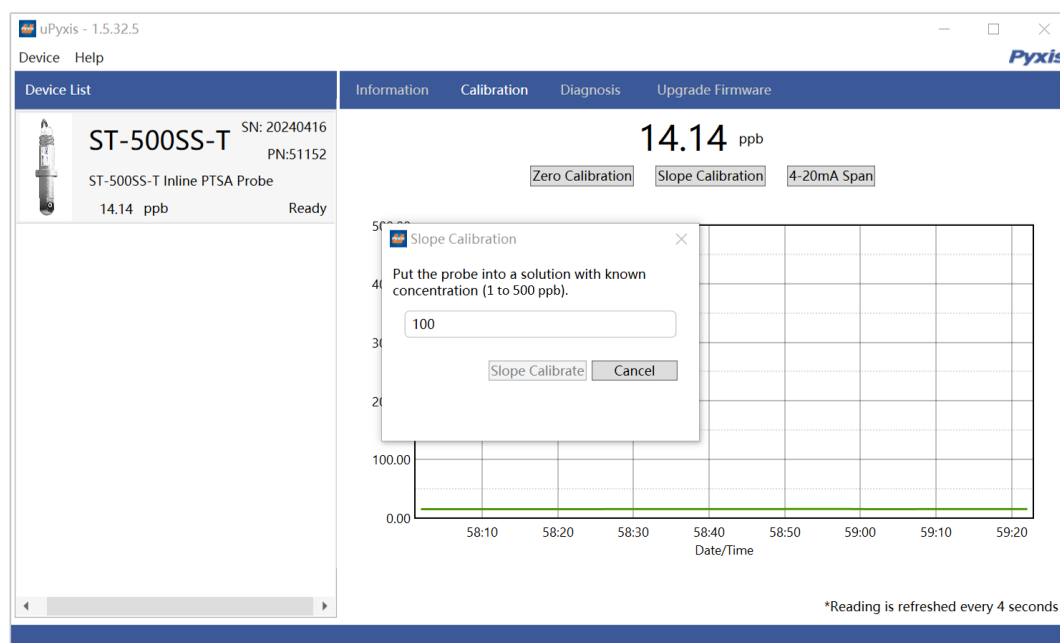 uPyxis - 1.5.32.5
Device Help
Pyxis
Device List
Information Calibration Diagnosis Upgrade Firmware
ST-500SS-T
SN: 20240416
PN:51152
ST-500SS-T Inline PTSA Probe
14.14 ppb Ready
14.14 ppb
Zero Calibration Slope Calibration 4-20mA Span
Slope Calibration
Put the probe into a solution with known
concentration (1 to 500 ppb).
100
Slope Calibrate Cancel
100.00
0.00
58:10 58:20 58:30 58:40 58:50 59:00 59:10 59:20
Date/Time
*Reading is refreshed every 4 seconds